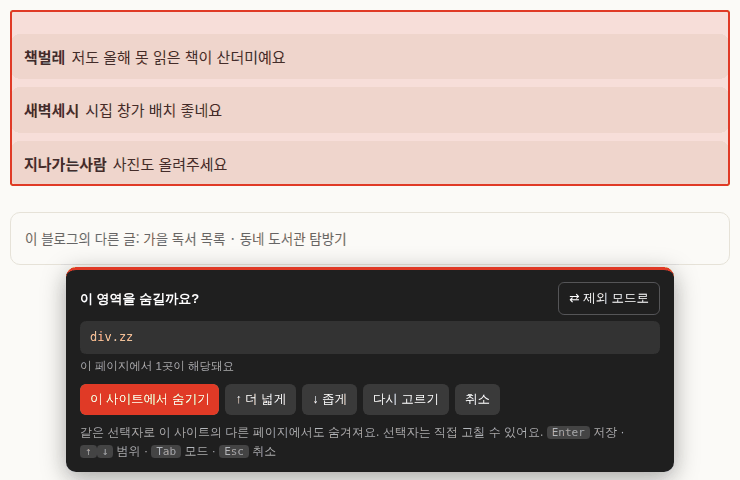 책벌레 저도 올해 못 읽은 책이 산더미예요
새벽세시 시집 창가 배치 좋네요
지나가는사람 사진도 올려주세요
이 블로그의 다른 글: 가을 독서 목록 · 동네 도서관 탐방기
이 영역을 숨길까요?
⇄ 제외 모드로
div.zz
이 페이지에서 1곳이 해당돼요
이 사이트에서 숨기기 ↑ 더 넓게 ↓ 좁게 다시 고르기 취소
같은 선택자로 이 사이트의 다른 페이지에서도 숨겨져요. 선택자는 직접 고칠 수 있어요. Enter 저장 ·
↑ ↓ 범위 · Tab 모드 · Esc 취소